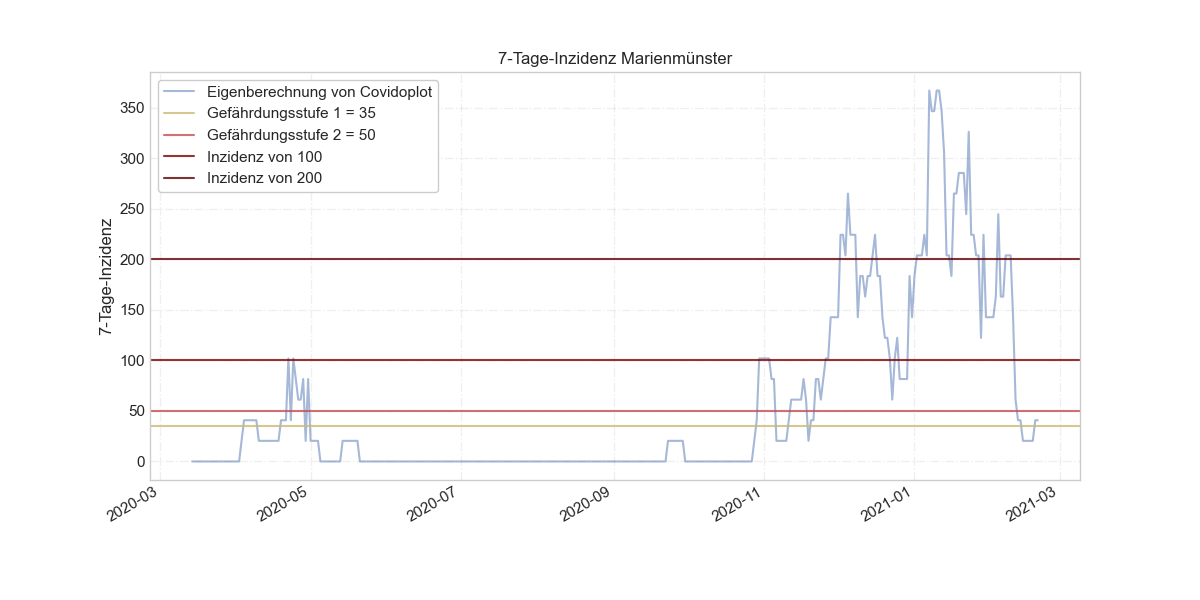 7-Tage-Inzidenz Marienmünster
Eigenberechnung von Covidoplot
Gefährdungsstufe 1 = 35
Gefährdungsstufe 2 = 50
Inzidenz von 100
Inzidenz von 200
7-Tage-Inzidenz
350
300
250
200
150
100
50
0
2020-03
2020-05
2020-07
2020-09
2020-11
2021-01
2021-03